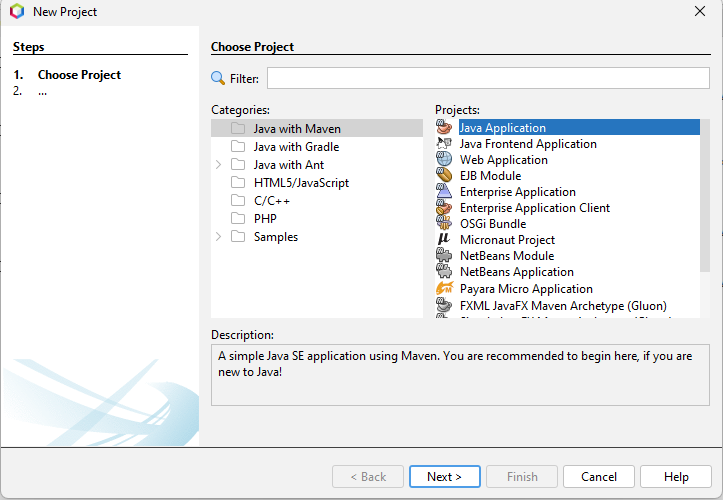 New Project
Steps
1. Choose Project
2. ...
Choose Project
Filter:
Categories:
Java with Maven
Java with Gradle
Java with Ant
HTML5/JavaScript
C/C++
PHP
Samples
Projects:
Java Application
Java Frontend Application
Web Application
EJB Module
Enterprise Application
Enterprise Application Client
OSGi Bundle
Micronaut Project
NetBeans Module
NetBeans Application
Payara Micro Application
FXML JavaFX Maven Archetype (Gluon)
Description:
A simple Java SE application using Maven. You are recommended to begin here, if you are
new to Java!
< Back
Next >
Finish
Cancel
Help